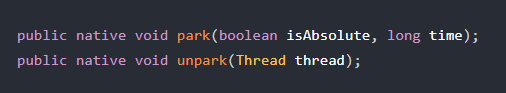 public native void park(boolean isAbsolute, long time);
public native void unpark(Thread thread);